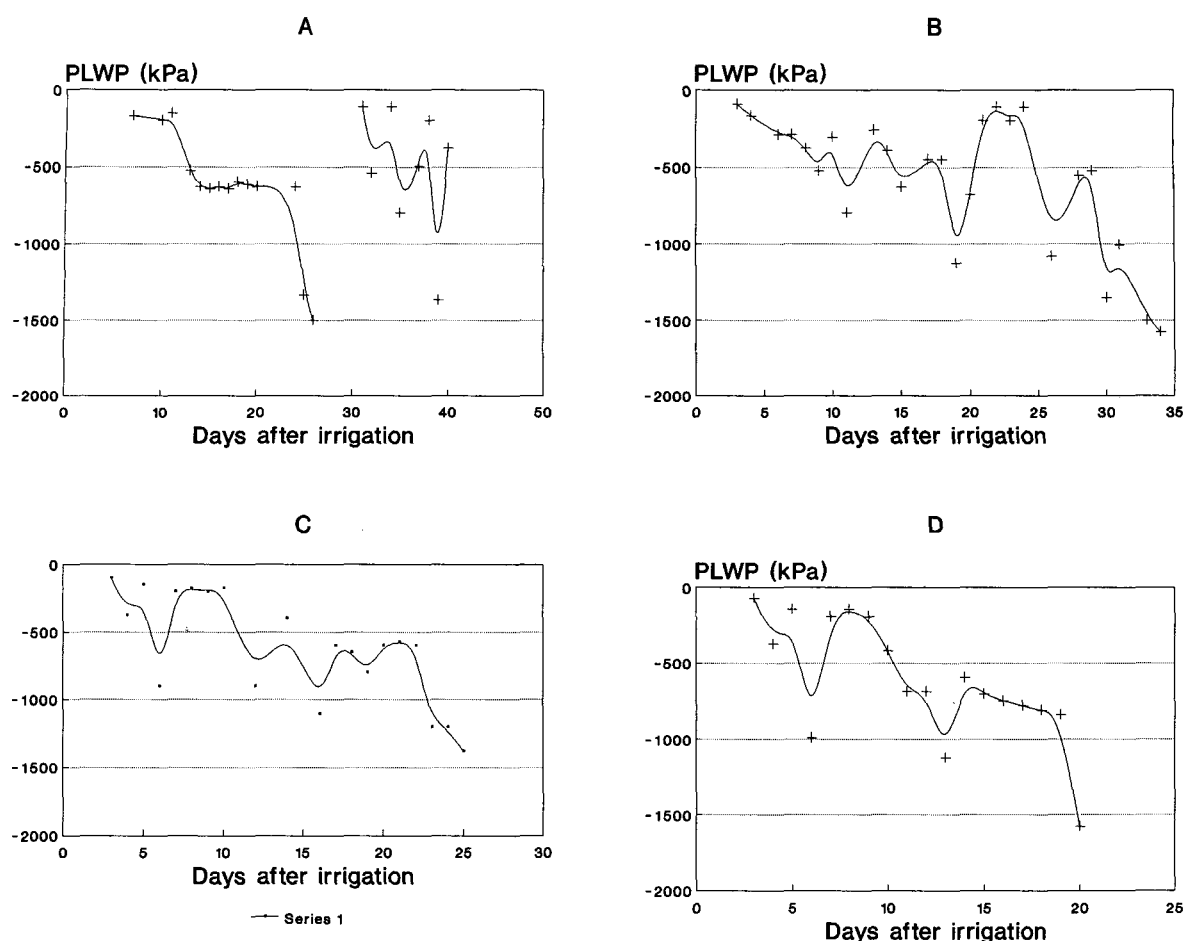 A
PLWP (kPa)
0
-500
-1000
-1500
-2000
0 10 20 30 40 50
Days after irrigation
B
PLWP (kPa)
0
-500
-1000
-1500
-2000
0 5 10 15 20 25 30 35
Days after irrigation
C
0
-500
-1000
-1500
-2000
0 5 10 15 20 25 30
Days after irrigation
Series 1
D
PLWP (kPa)
0
-500
-1000
-1500
-2000
0 5 10 15 20 25
Days after irrigation